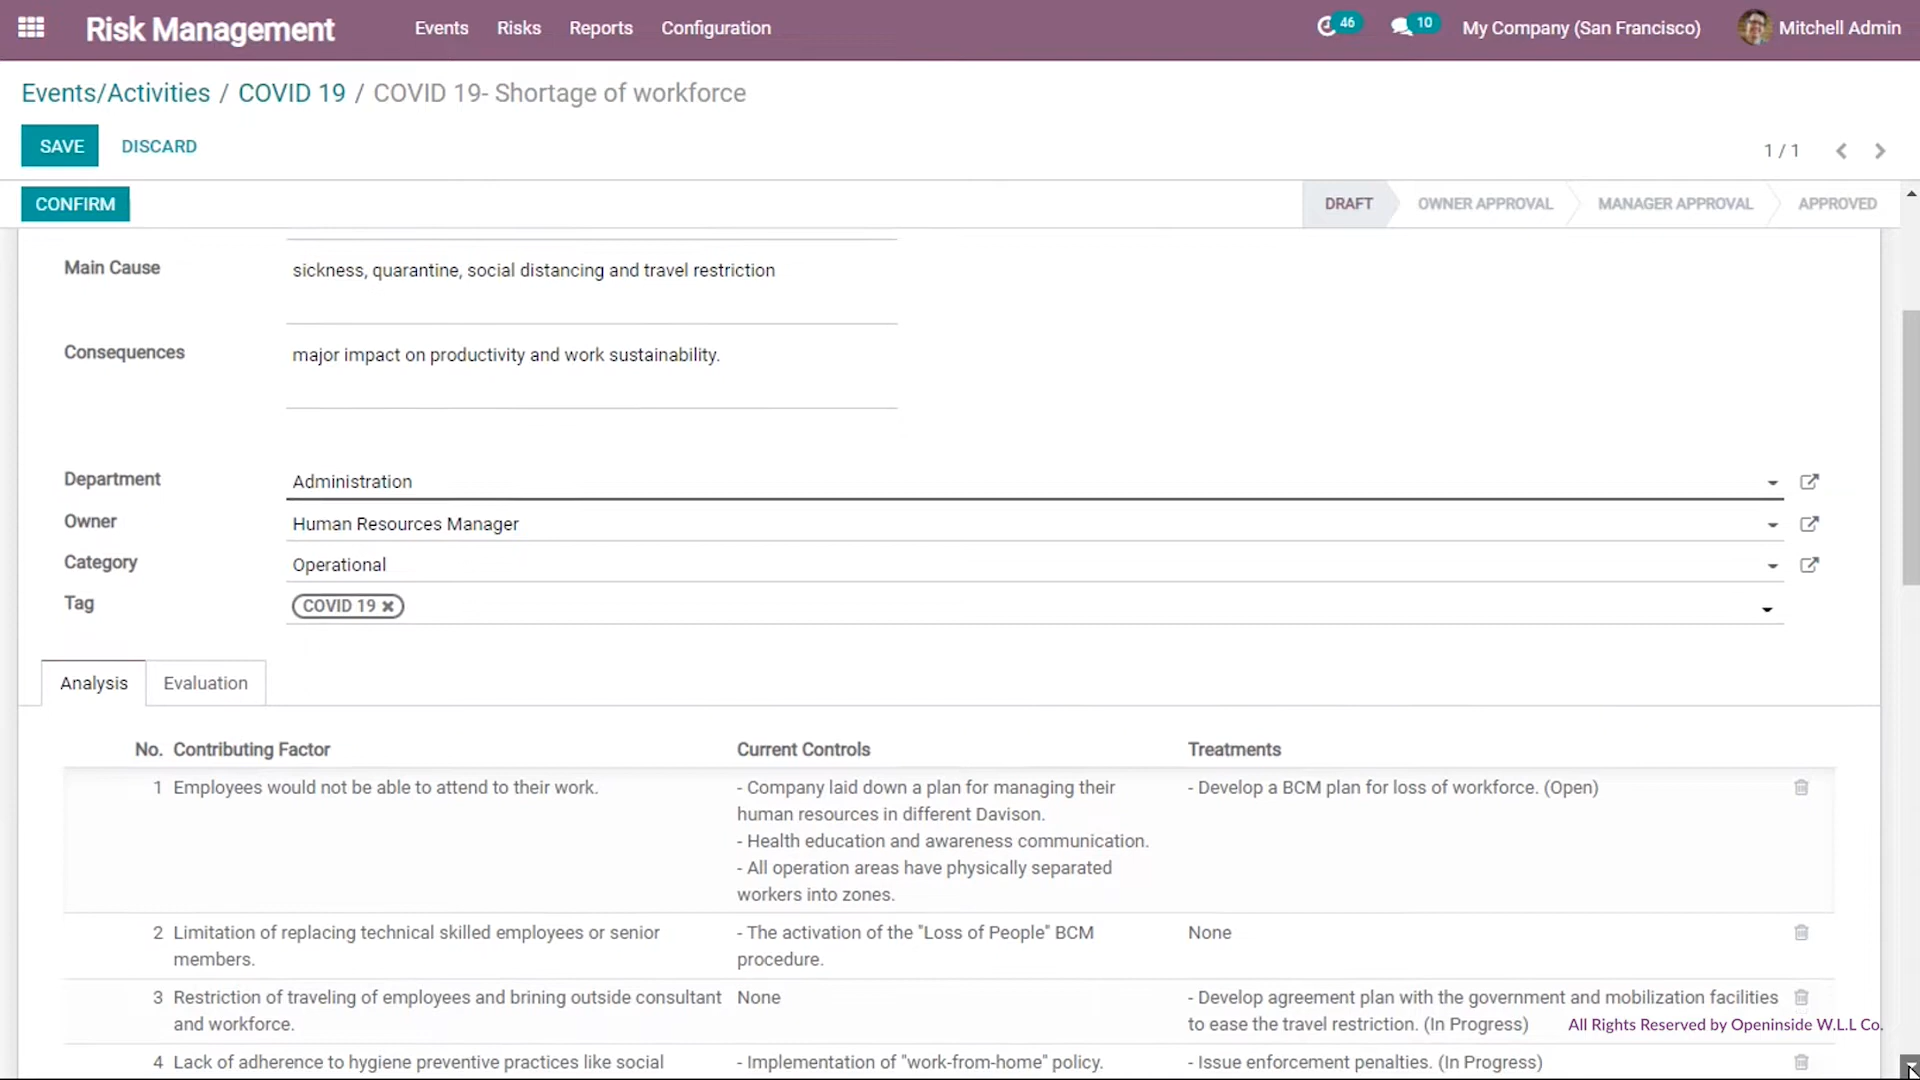 Risk Management Events Risks Reports Configuration 46 10 My Company (San Francisco) Mitchell Admin
Events/Activities / COVID 19 / COVID 19- Shortage of workforce
SAVE DISCARD 1 / 1
CONFIRM DRAFT OWNER APPROVAL MANAGER APPROVAL APPROVED
Main Cause sickness, quarantine, social distancing and travel restriction
Consequences major impact on productivity and work sustainability.
Department Administration
Owner Human Resources Manager
Category Operational
Tag COVID 19
Analysis Evaluation
No. Contributing Factor Current Controls Treatments
1 Employees would not be able to attend to their work. - Company laid down a plan for managing their - Develop a BCM plan for loss of workforce. (Open)
human resources in different Davison.
- Health education and awareness communication.
- All operation areas have physically separated
workers into zones.
2 Limitation of replacing technical skilled employees or senior - The activation of the "Loss of People" BCM None
members. procedure.
3 Restriction of traveling of employees and brining outside consultant None - Develop agreement plan with the government and mobilization facilities
and workforce. to ease the travel restriction. (In Progress) All Rights Reserved by Openinside W.L.L Co.
4 Lack of adherence to hygiene preventive practices like social - Implementation of "work-from-home" policy. - Issue enforcement penalties. (In Progress)